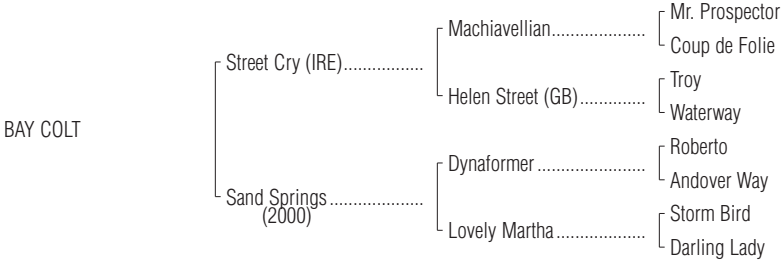 Mr. Prospector
Machiavellian....................
Coup de Folie
Street Cry (IRE).................
Troy
Helen Street (GB)..............
Waterway
BAY COLT
Roberto
Dynaformer.......................
Andover Way
Sand Springs....................
(2000)
Storm Bird
Lovely Martha...................
Darling Lady